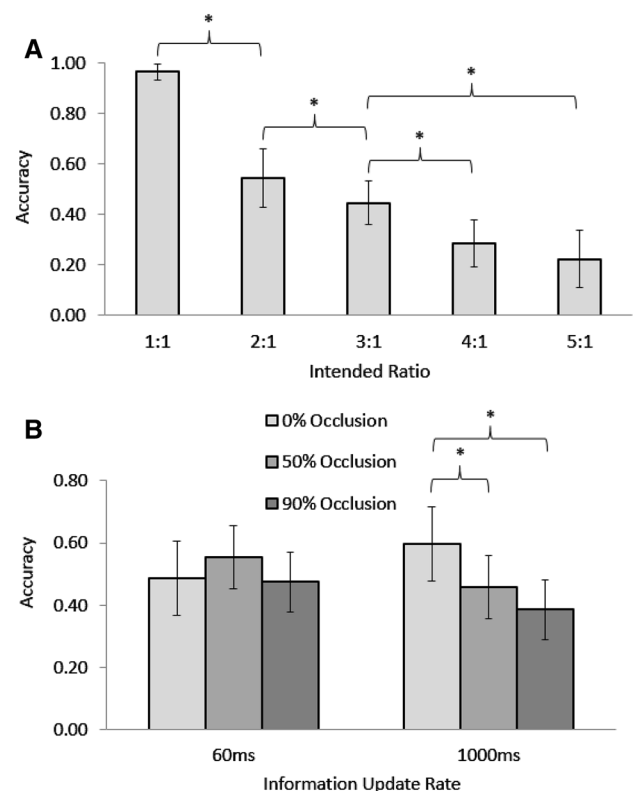 A
*
*
*
*
1.00
0.80
0.60
0.40
0.20
0.00
Accuracy
1:1 2:1 3:1 4:1 5:1
Intended Ratio
B
0% Occlusion
50% Occlusion
90% Occlusion
*
*
0.80
0.60
0.40
0.20
0.00
Accuracy
60ms 1000ms
Information Update Rate